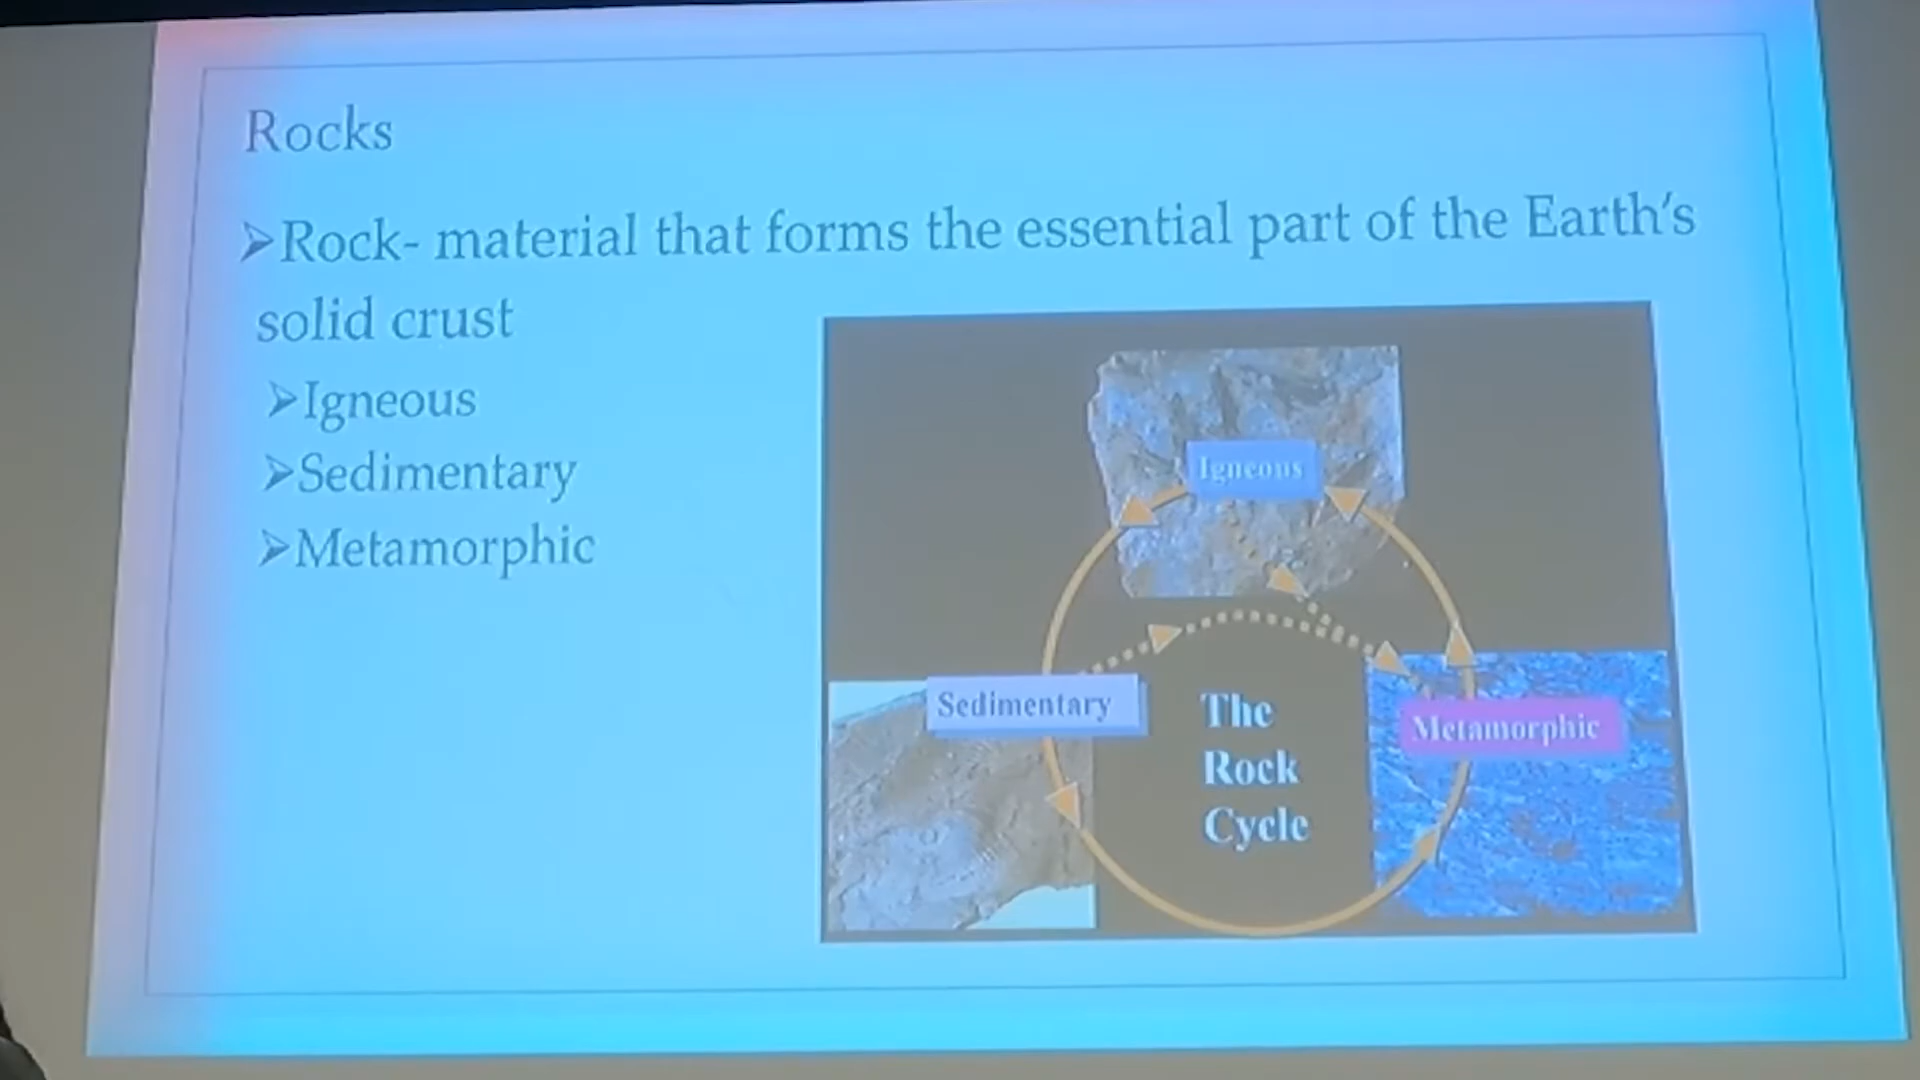 Rocks
➢Rock- material that forms the essential part of the Earth's
solid crust
➢Igneous
➢Sedimentary
➢Metamorphic
Igneous
Sedimentary
Metamorphic
The
Rock
Cycle